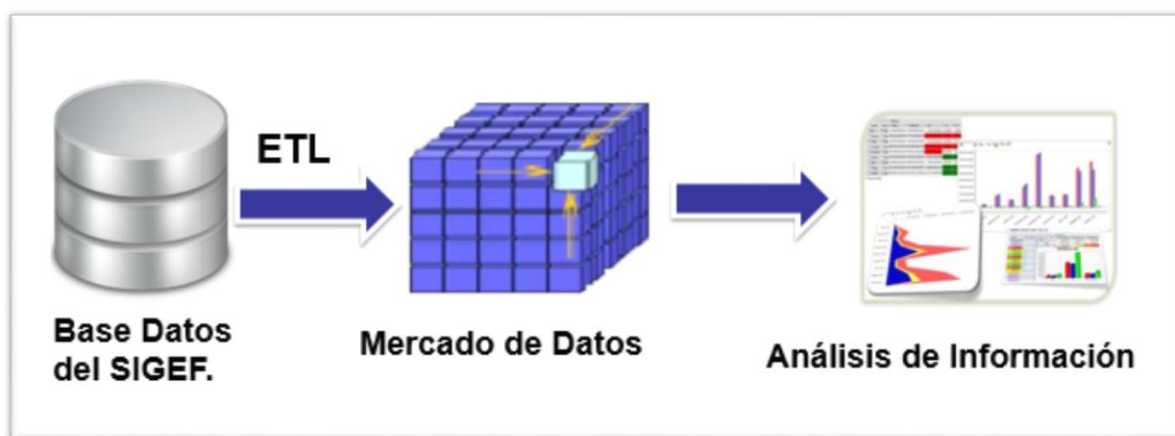 ETL
Base Datos
del SIGEF.
Mercado de Datos
Análisis de Información